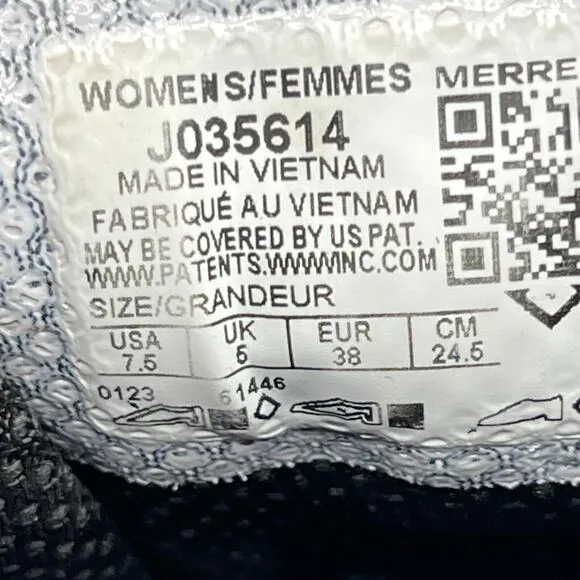 WOMENS/FEMMES MERRE
J035614
MADE IN VIETNAM
FABRIQUÉ AU VIETNAM
MAY BE COVERED BY US PAT.
WWW.PATENTS.WWWINC.COM
SIZE/GRANDEUR
USA UK EUR CM
7.5 5 38 24.5
0123 61446